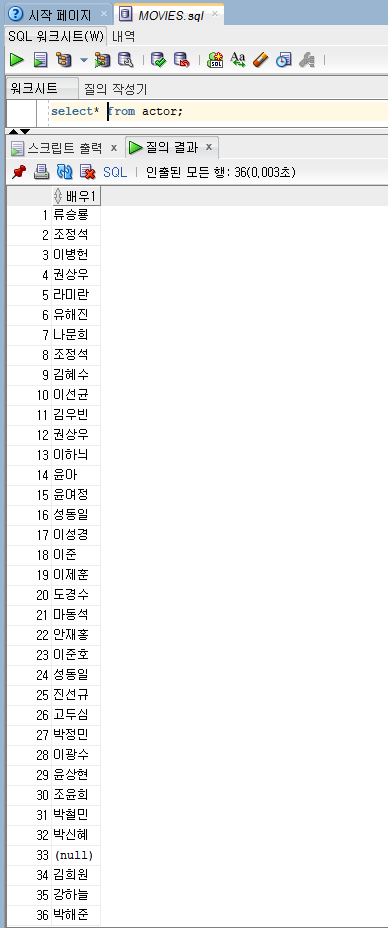 시작 페이지 × MOVIES.sql ×
SQL 워크시트(W) 내역
워크시트 질의 작성기
select* from actor;
스크립트 출력 x 질의 결과 x
SQL | 인출된 모든 행: 36(0,003초)
배우1
1 류승룡
2 조정석
3 이병헌
4 권상우
5 라미란
6 유해진
7 나문희
8 조정석
9 김혜수
10 이선균
11 김우빈
12 권상우
13 이하늬
14 윤아
15 윤여정
16 성동일
17 이성경
18 이준
19 이제훈
20 도경수
21 마동석
22 안재홍
23 이준호
24 성동일
25 진선규
26 고두심
27 박정민
28 이광수
29 윤상현
30 조윤희
31 박철민
32 박신혜
33 (null)
34 김희원
35 강하늘
36 박해준